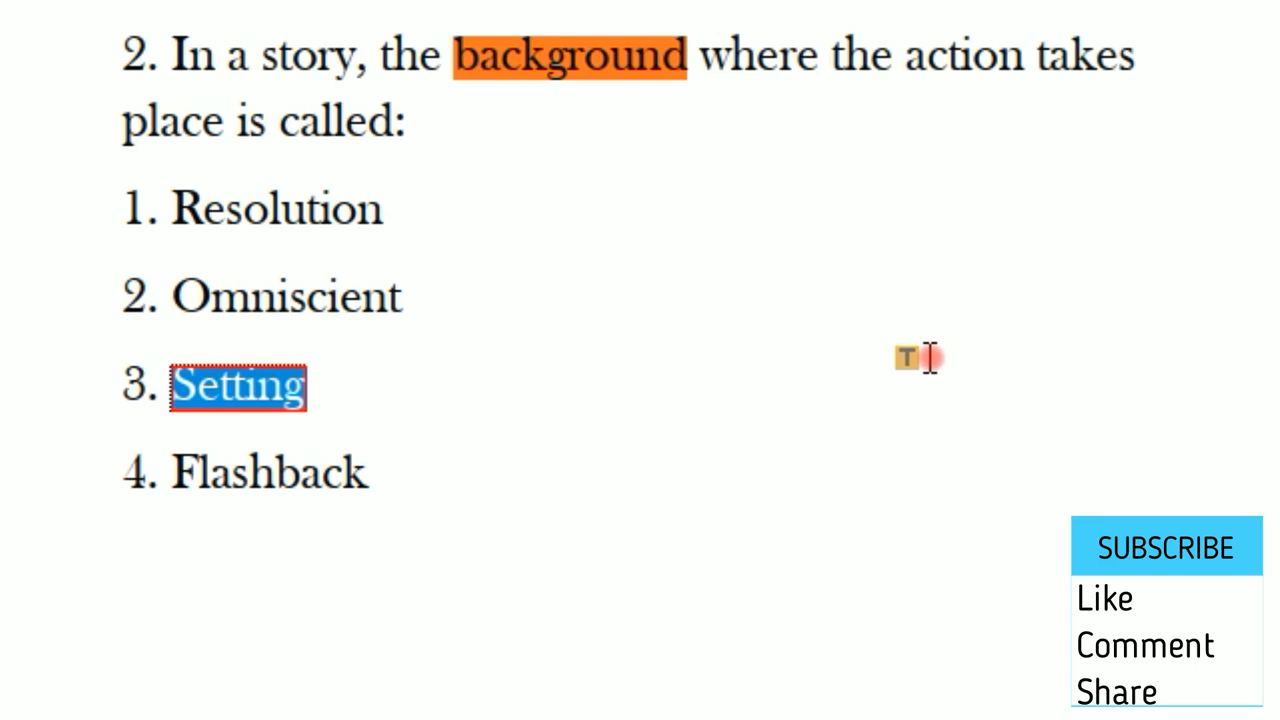 2. In a story, the background where the action takes
place is called:
1. Resolution
2. Omniscient
3. Setting
T
4. Flashback
SUBSCRIBE
Like
Comment
Share